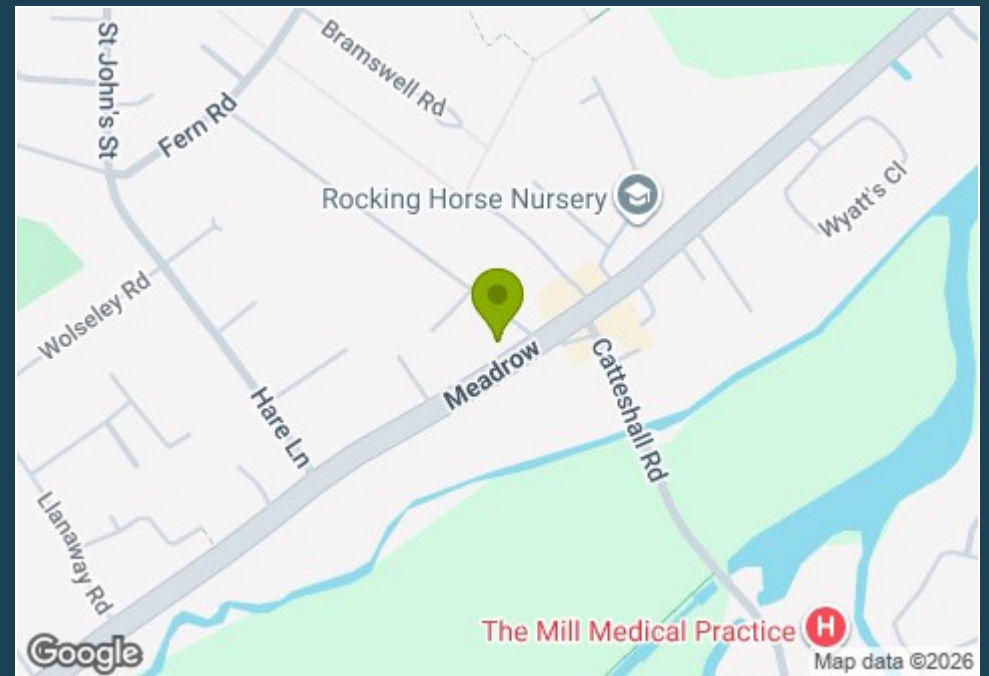 St John's St
Bramswell Rd
Fern Rd
Rocking Horse Nursery
Wyatt's Cl
Wolseley Rd
Meadrow
Catteshall Rd
Hare Ln
Llanaway Rd
The Mill Medical Practice
H
Google
Map data ©2026